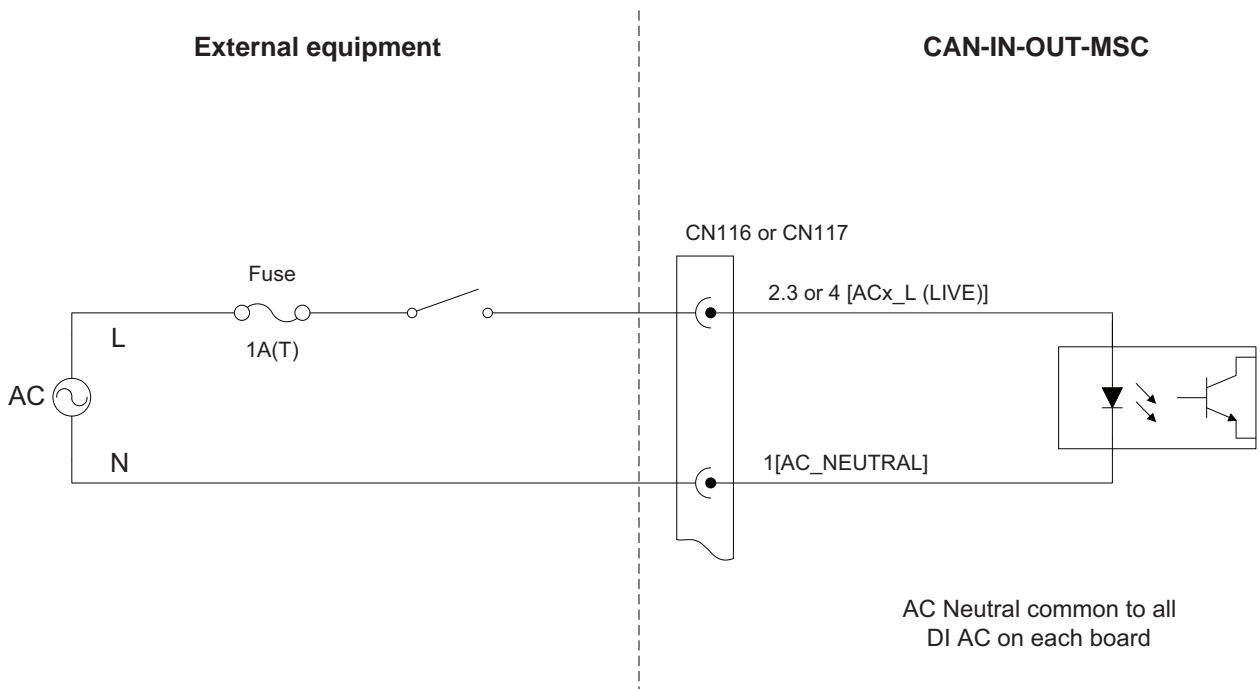 External equipment
CAN-IN-OUT-MSC
CN116 or CN117
Fuse
2.3 or 4 [ACx_L (LIVE)]
L
1A(T)
AC
N
1[AC_NEUTRAL]
AC Neutral common to all
DI AC on each board